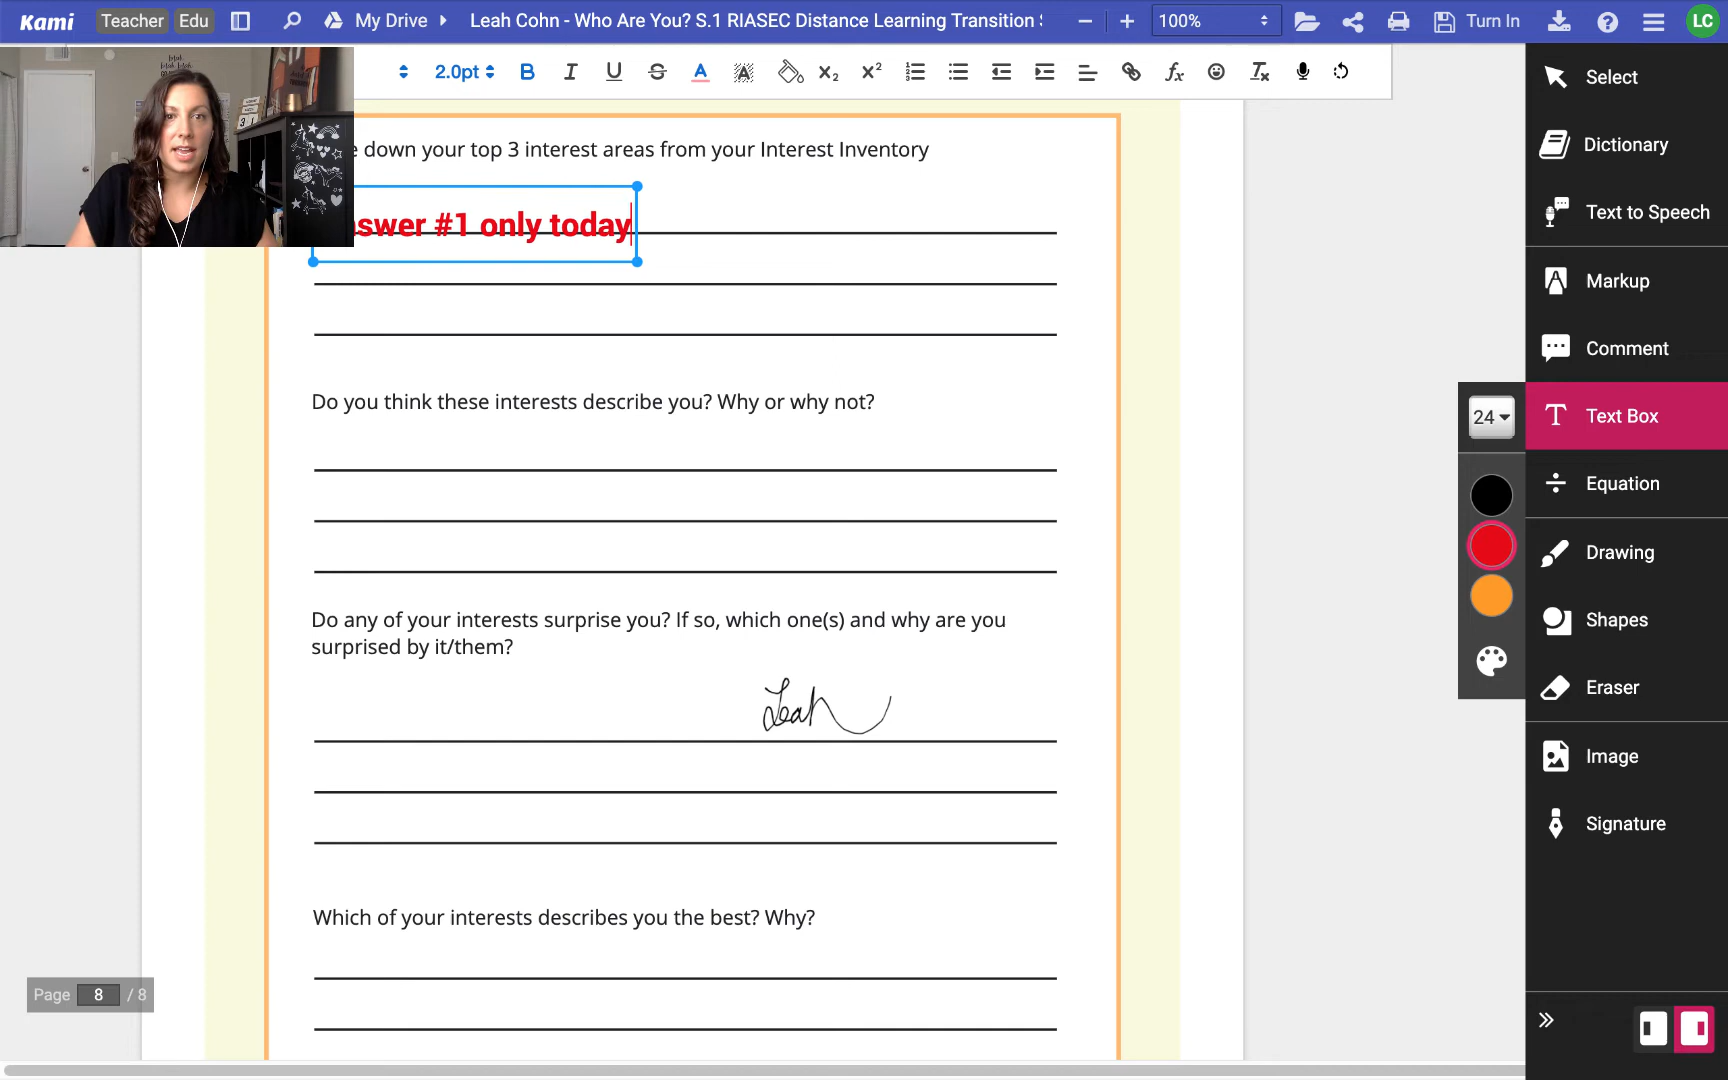 Kami Teacher Edu My Drive Leah Cohn - Who Are You? S.1 RIASEC Distance Learning Transition 100% Turn In LC
2.0pt B I U S A A X₂ X² fx Tx
Select
Dictionary
Text to Speech
Markup
Comment
Text Box
24
Equation
Drawing
Shapes
Eraser
Image
Signature
e down your top 3 interest areas from your Interest Inventory
swer #1 only today
Do you think these interests describe you? Why or why not?
Do any of your interests surprise you? If so, which one(s) and why are you
surprised by it/them?
Leah
Which of your interests describes you the best? Why?
Page 8 / 8